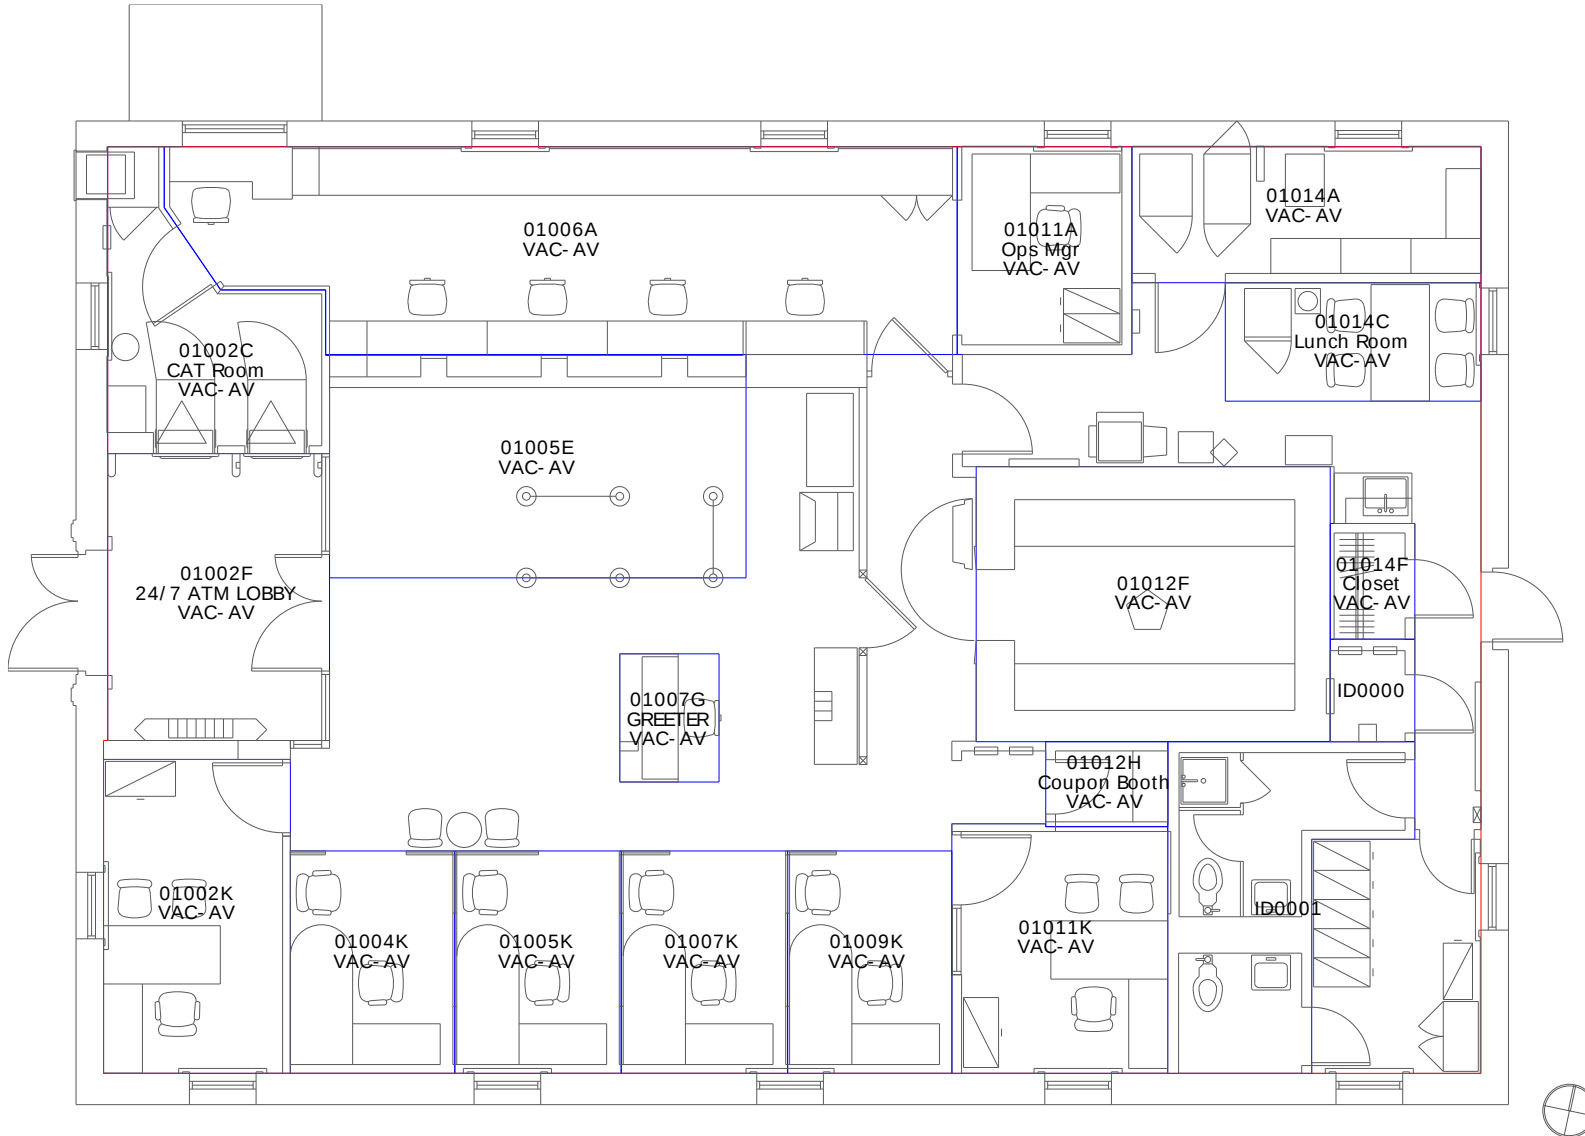 01006A
VAC-AV
01011A
Ops Mgr
VAC-AV
01014A
VAC-AV
01002C
CAT Room
VAC-AV
01014C
Lunch Room
VAC-AV
01005E
VAC-AV
01002F
24/7 ATM LOBBY
VAC-AV
01012F
VAC-AV
01014F
Closet
VAC-AV
01007G
GREETER
VAC-AV
ID0000
01012H
Coupon Booth
VAC-AV
01002K
VAC-AV
01004K
VAC-AV
01005K
VAC-AV
01007K
VAC-AV
01009K
VAC-AV
01011K
VAC-AV
ID0001